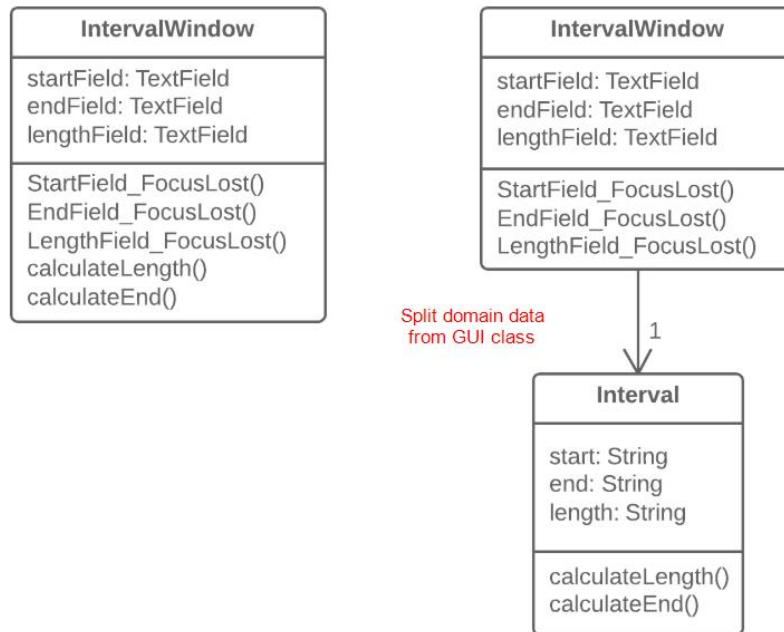 IntervalWindow
startField: TextField
endField: TextField
lengthField: TextField
StartField_FocusLost()
EndField_FocusLost()
LengthField_FocusLost()
calculateLength()
calculateEnd()
IntervalWindow
startField: TextField
endField: TextField
lengthField: TextField
StartField_FocusLost()
EndField_FocusLost()
LengthField_FocusLost()
Split domain data
from GUI class
1
Interval
start: String
end: String
length: String
calculateLength()
calculateEnd()